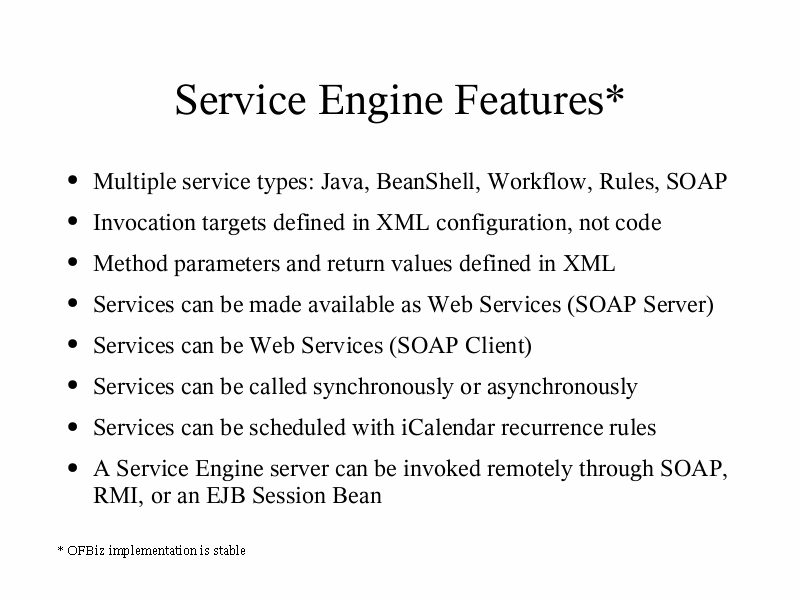 Service Engine Features*
• Multiple service types: Java, BeanShell, Workflow, Rules, SOAP
• Invocation targets defined in XML configuration, not code
• Method parameters and return values defined in XML
• Services can be made available as Web Services (SOAP Server)
• Services can be Web Services (SOAP Client)
• Services can be called synchronously or asynchronously
• Services can be scheduled with iCalendar recurrence rules
• A Service Engine server can be invoked remotely through SOAP,
RMI, or an EJB Session Bean
* OFBiz implementation is stable